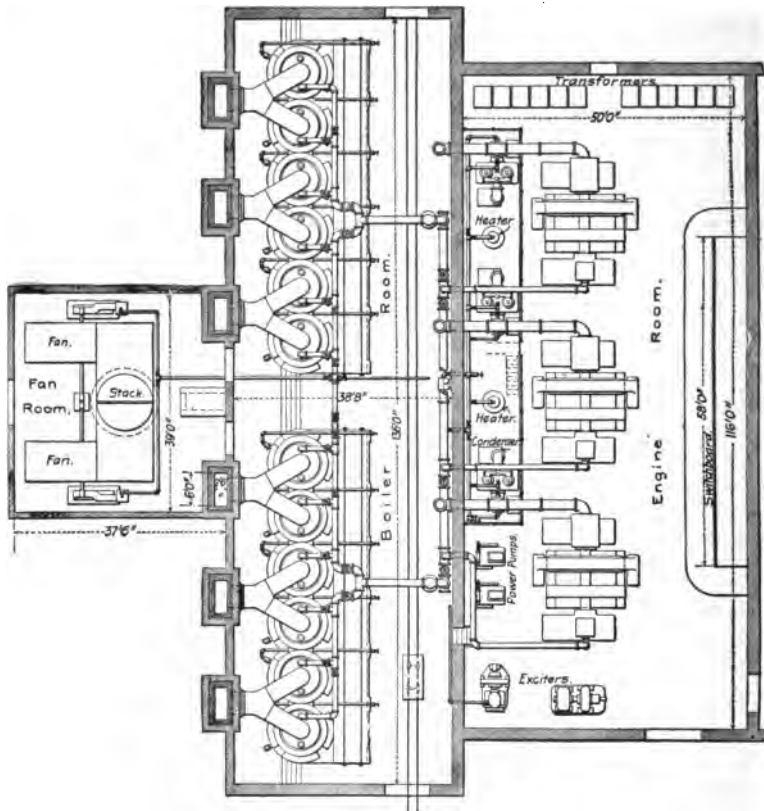 Transformers.
50'0"
Heater
Room.
Room.
Fan.
Fan
Room.
Stack.
Fan.
39'0"
38'8"
136'0"
Heater.
Condenser
Engine
Switchboard 58'0"
116'0"
Boiler
37'6"
Power Pumps.
Exciters.